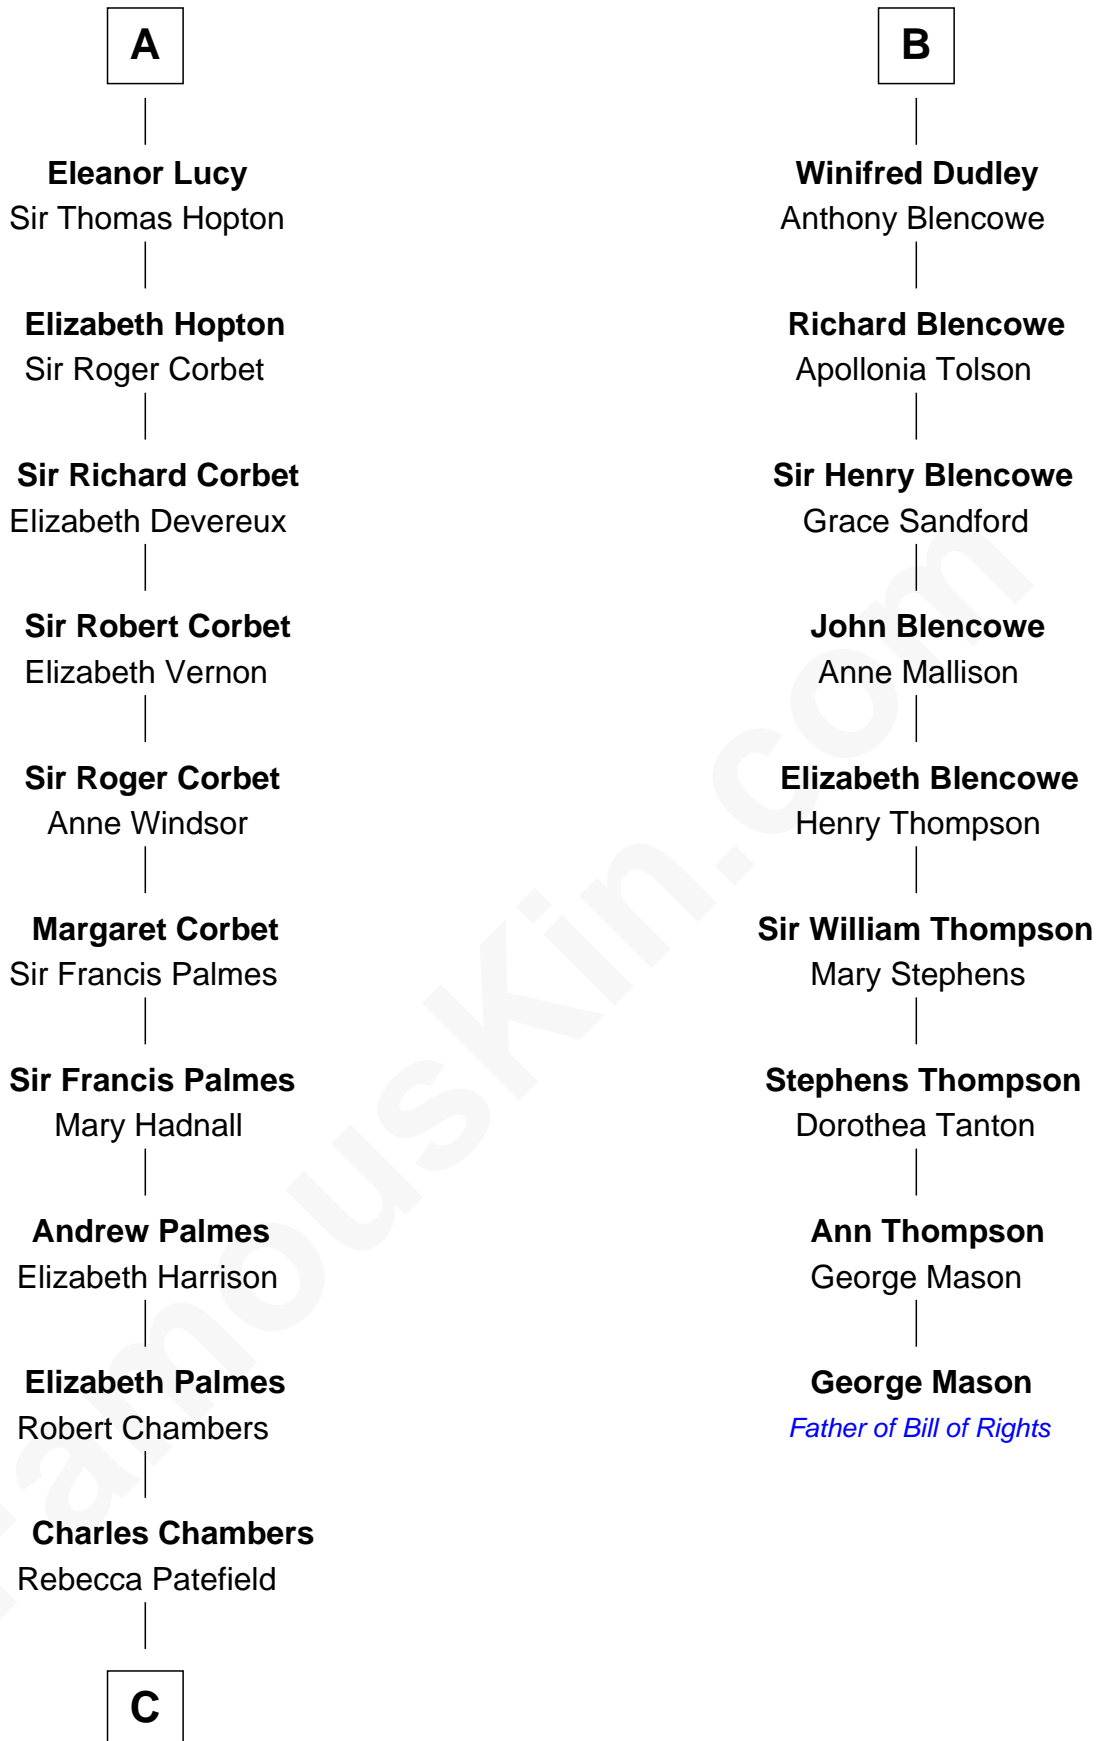 A
Eleanor Lucy
Sir Thomas Hopton
Elizabeth Hopton
Sir Roger Corbet
Sir Richard Corbet
Elizabeth Devereux
Sir Robert Corbet
Elizabeth Vernon
Sir Roger Corbet
Anne Windsor
Margaret Corbet
Sir Francis Palmes
Sir Francis Palmes
Mary Hadnall
Andrew Palmes
Elizabeth Harrison
Elizabeth Palmes
Robert Chambers
Charles Chambers
Rebecca Patefield
C
B
Winifred Dudley
Anthony Blencowe
Richard Blencowe
Apollonia Tolson
Sir Henry Blencowe
Grace Sandford
John Blencowe
Anne Mallison
Elizabeth Blencowe
Henry Thompson
Sir William Thompson
Mary Stephens
Stephens Thompson
Dorothea Tanton
Ann Thompson
George Mason
George Mason
Father of Bill of Rights
FamousKin.com